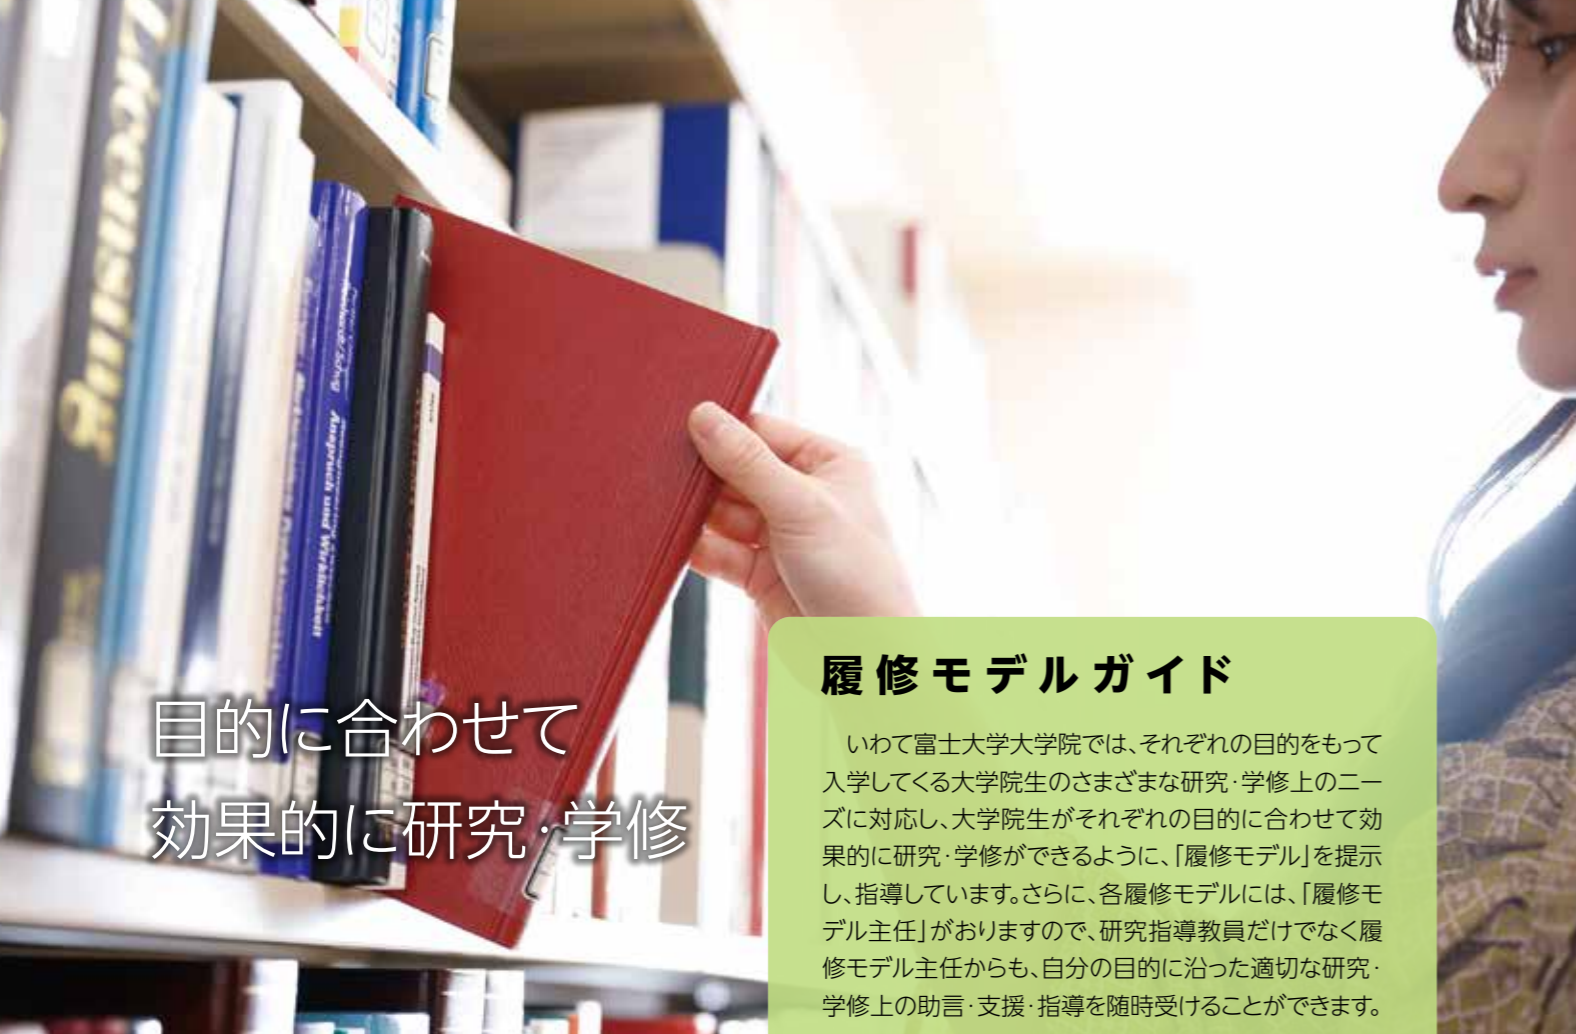 Anspruch und Wirklichkeit
目的に合わせて
効果的に研究・学修
履修モデルガイド
いわて富士大学大学院では、それぞれの目的をもって
入学してくる大学院生のさまざまな研究・学修上のニー
ズに対応し、大学院生がそれぞれの目的に合わせて効
果的に研究・学修ができるように、「履修モデル」を提示
し、指導しています。さらに、各履修モデルには、「履修モ
デル主任」がおりますので、研究指導教員だけでなく履
修モデル主任からも、自分の目的に沿った適切な研究・
学修上の助言・支援・指導を随時受けることができます。